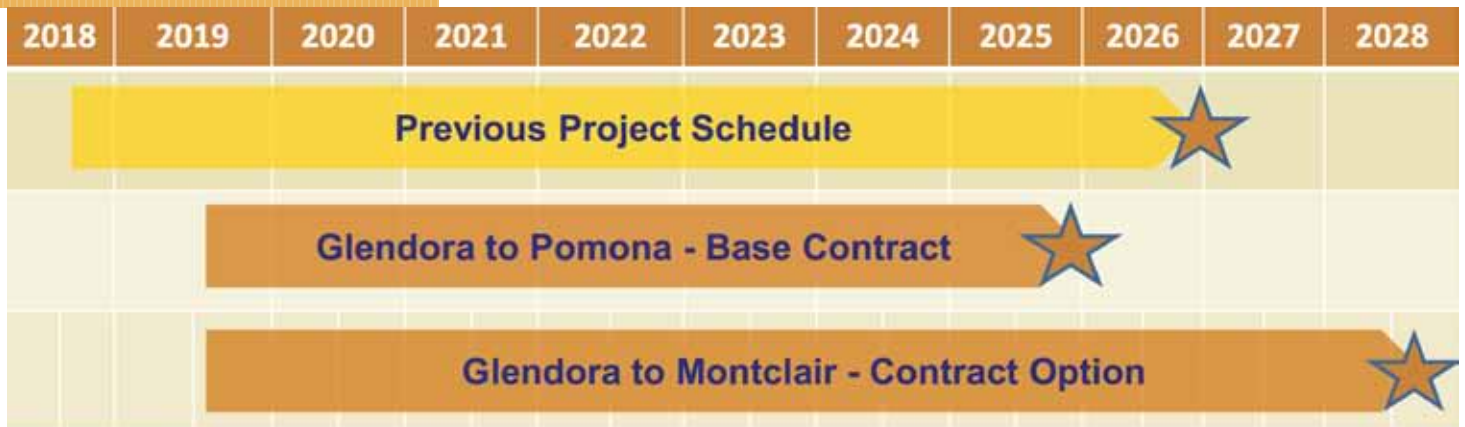 2018 2019 2020 2021 2022 2023 2024 2025 2026 2027 2028
Previous Project Schedule
Glendora to Pomona - Base Contract
Glendora to Montclair - Contract Option